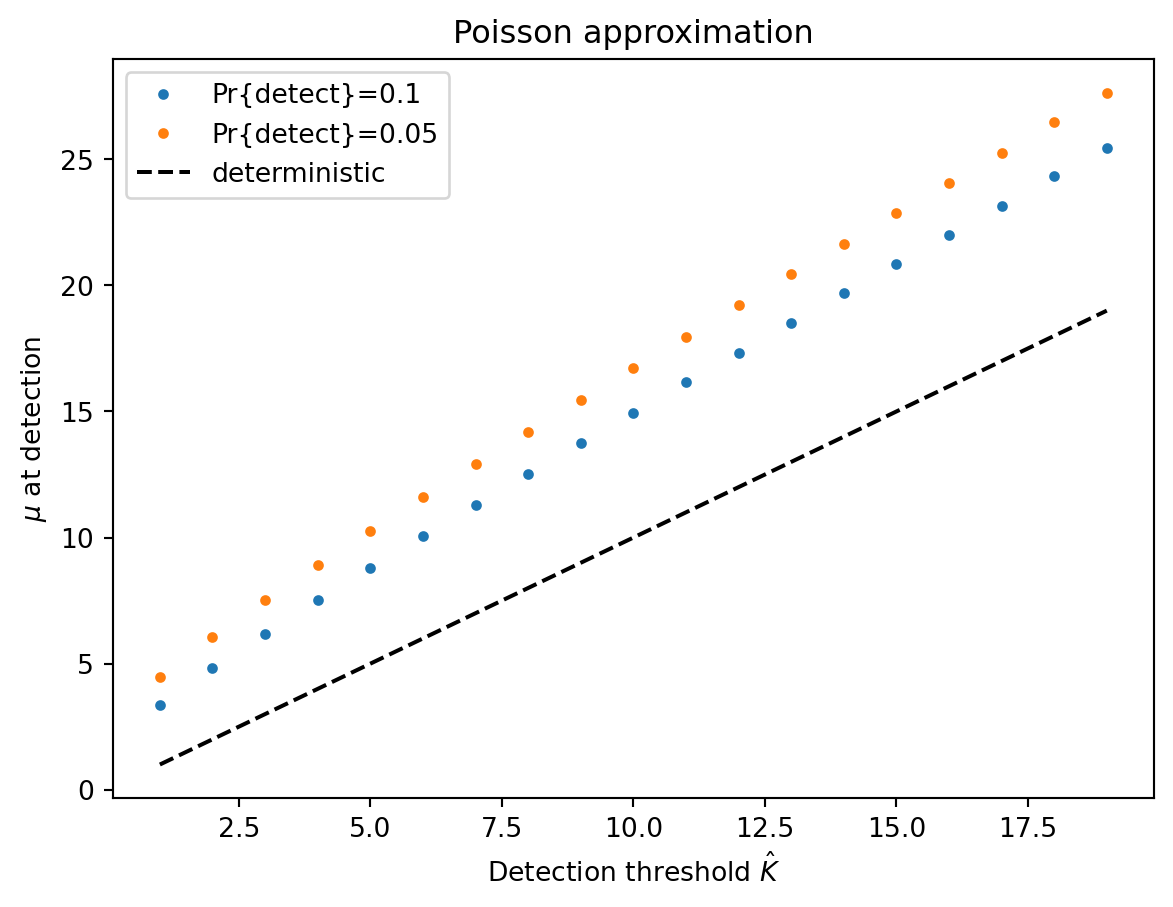 Poisson approximation
Pr{detect}=0.1
Pr{detect}=0.05
deterministic
μ at detection
25
20
15
10
5
0
2.5 5.0 7.5 10.0 12.5 15.0 17.5
Detection threshold K̂